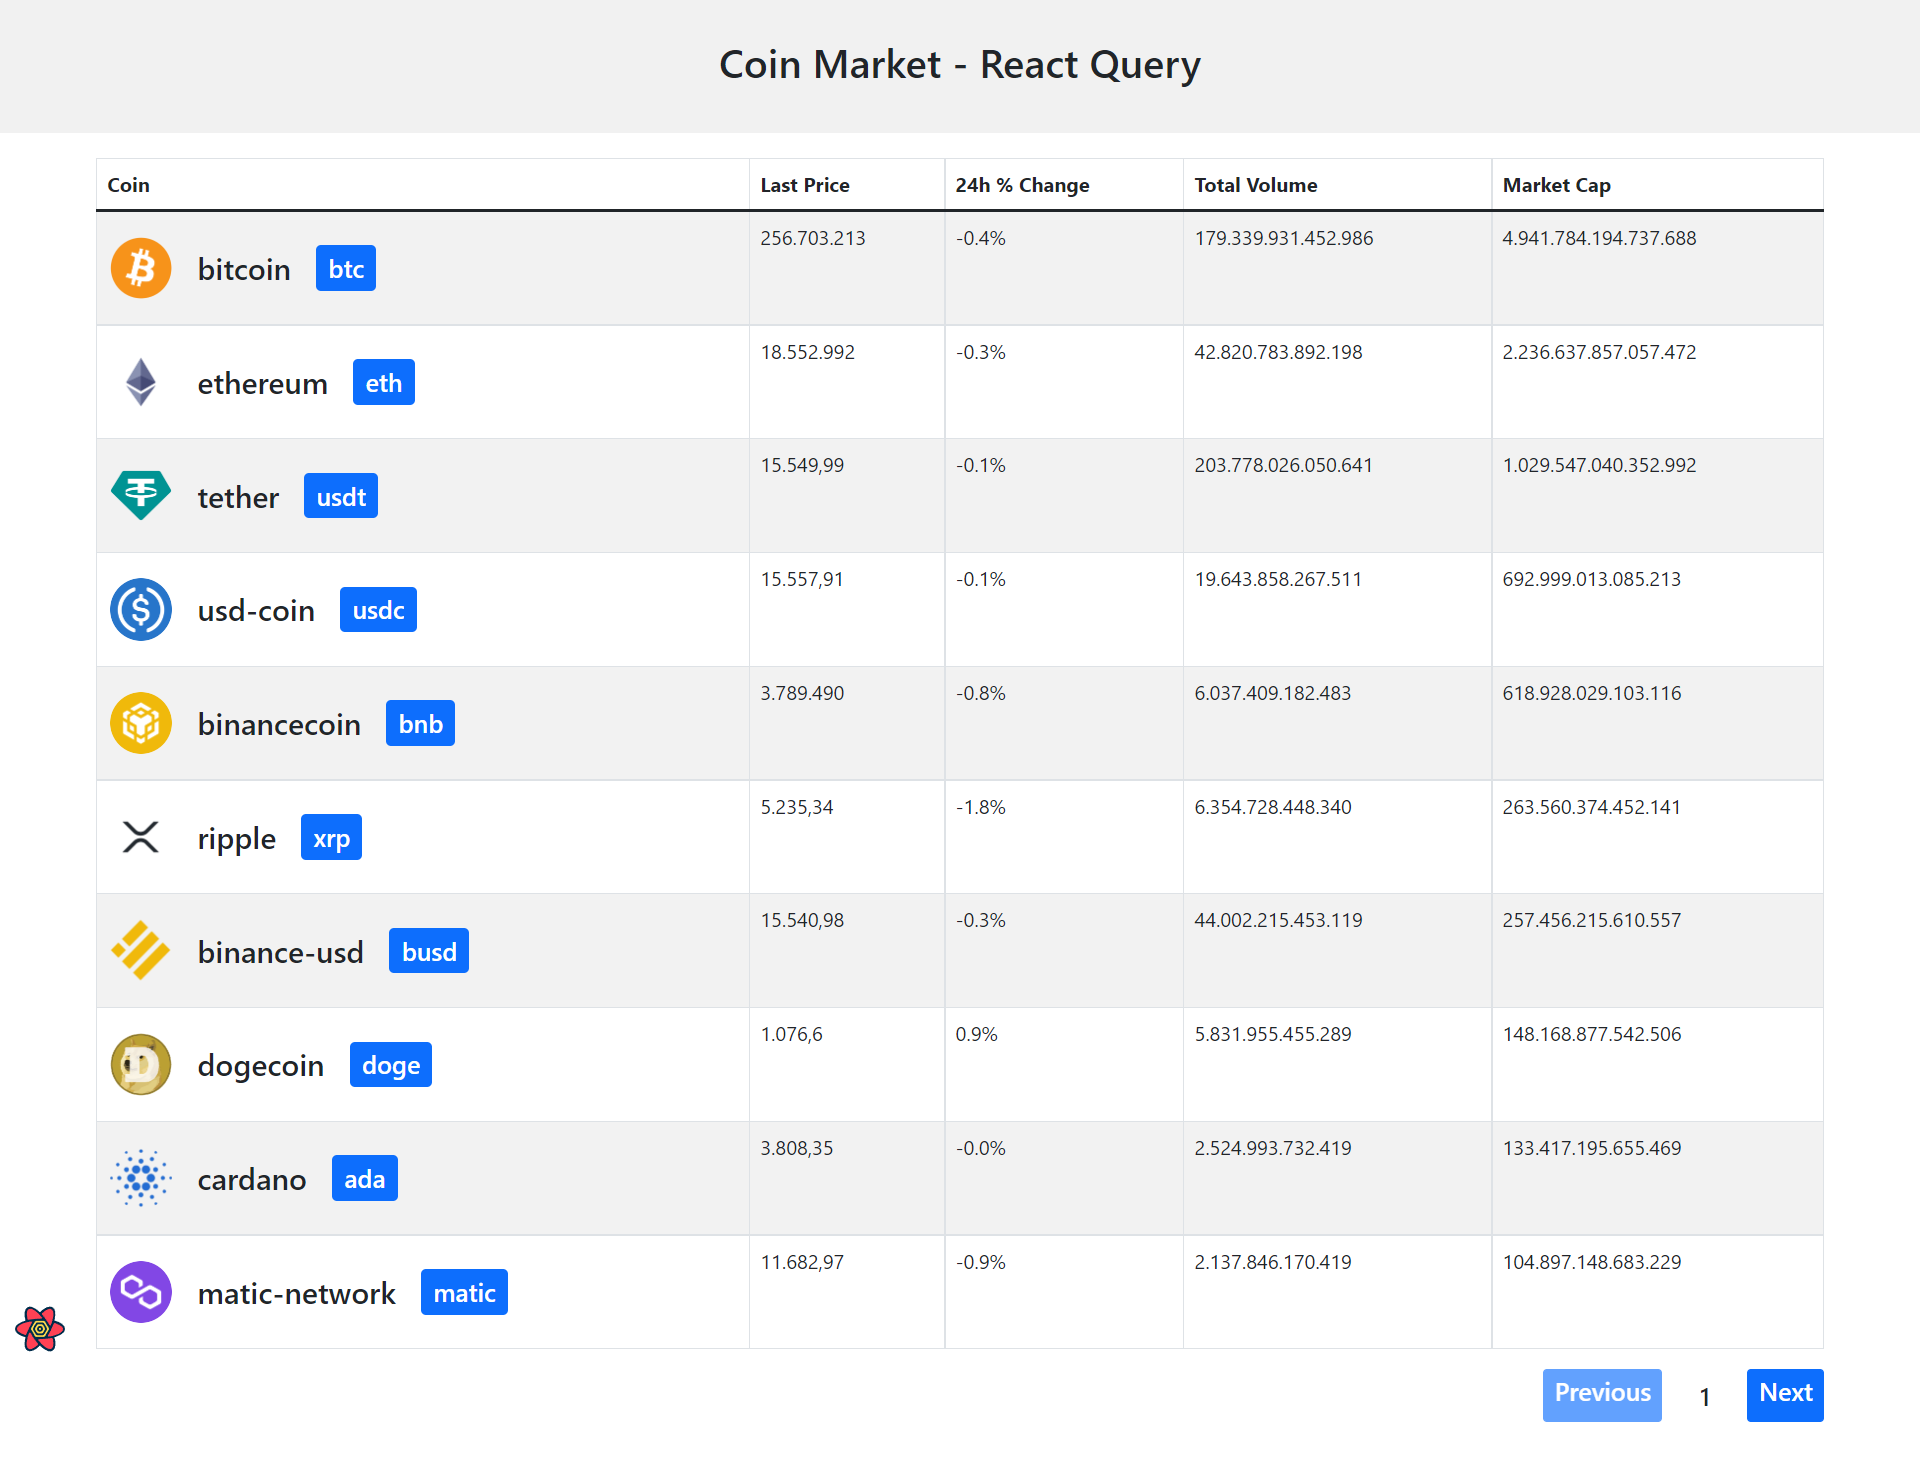 Coin Market - React Query
Coin Last Price 24h % Change Total Volume Market Cap
bitcoin btc 256.703.213 -0.4% 179.339.931.452.986 4.941.784.194.737.688
ethereum eth 18.552.992 -0.3% 42.820.783.892.198 2.236.637.857.057.472
tether usdt 15.549,99 -0.1% 203.778.026.050.641 1.029.547.040.352.992
usd-coin usdc 15.557,91 -0.1% 19.643.858.267.511 692.999.013.085.213
binancecoin bnb 3.789.490 -0.8% 6.037.409.182.483 618.928.029.103.116
ripple xrp 5.235,34 -1.8% 6.354.728.448.340 263.560.374.452.141
binance-usd busd 15.540,98 -0.3% 44.002.215.453.119 257.456.215.610.557
dogecoin doge 1.076,6 0.9% 5.831.955.455.289 148.168.877.542.506
cardano ada 3.808,35 -0.0% 2.524.993.732.419 133.417.195.655.469
matic-network matic 11.682,97 -0.9% 2.137.846.170.419 104.897.148.683.229
Previous 1 Next